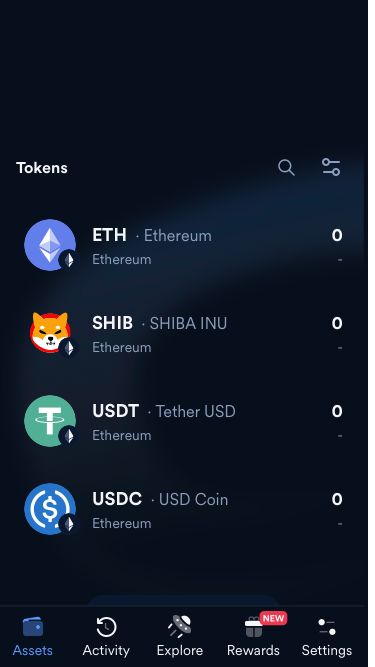 Tokens
ETH · Ethereum 0
Ethereum -
SHIB · SHIBA INU 0
Ethereum -
USDT · Tether USD 0
Ethereum -
USDC · USD Coin 0
Ethereum -
NEW
Assets Activity Explore Rewards Settings